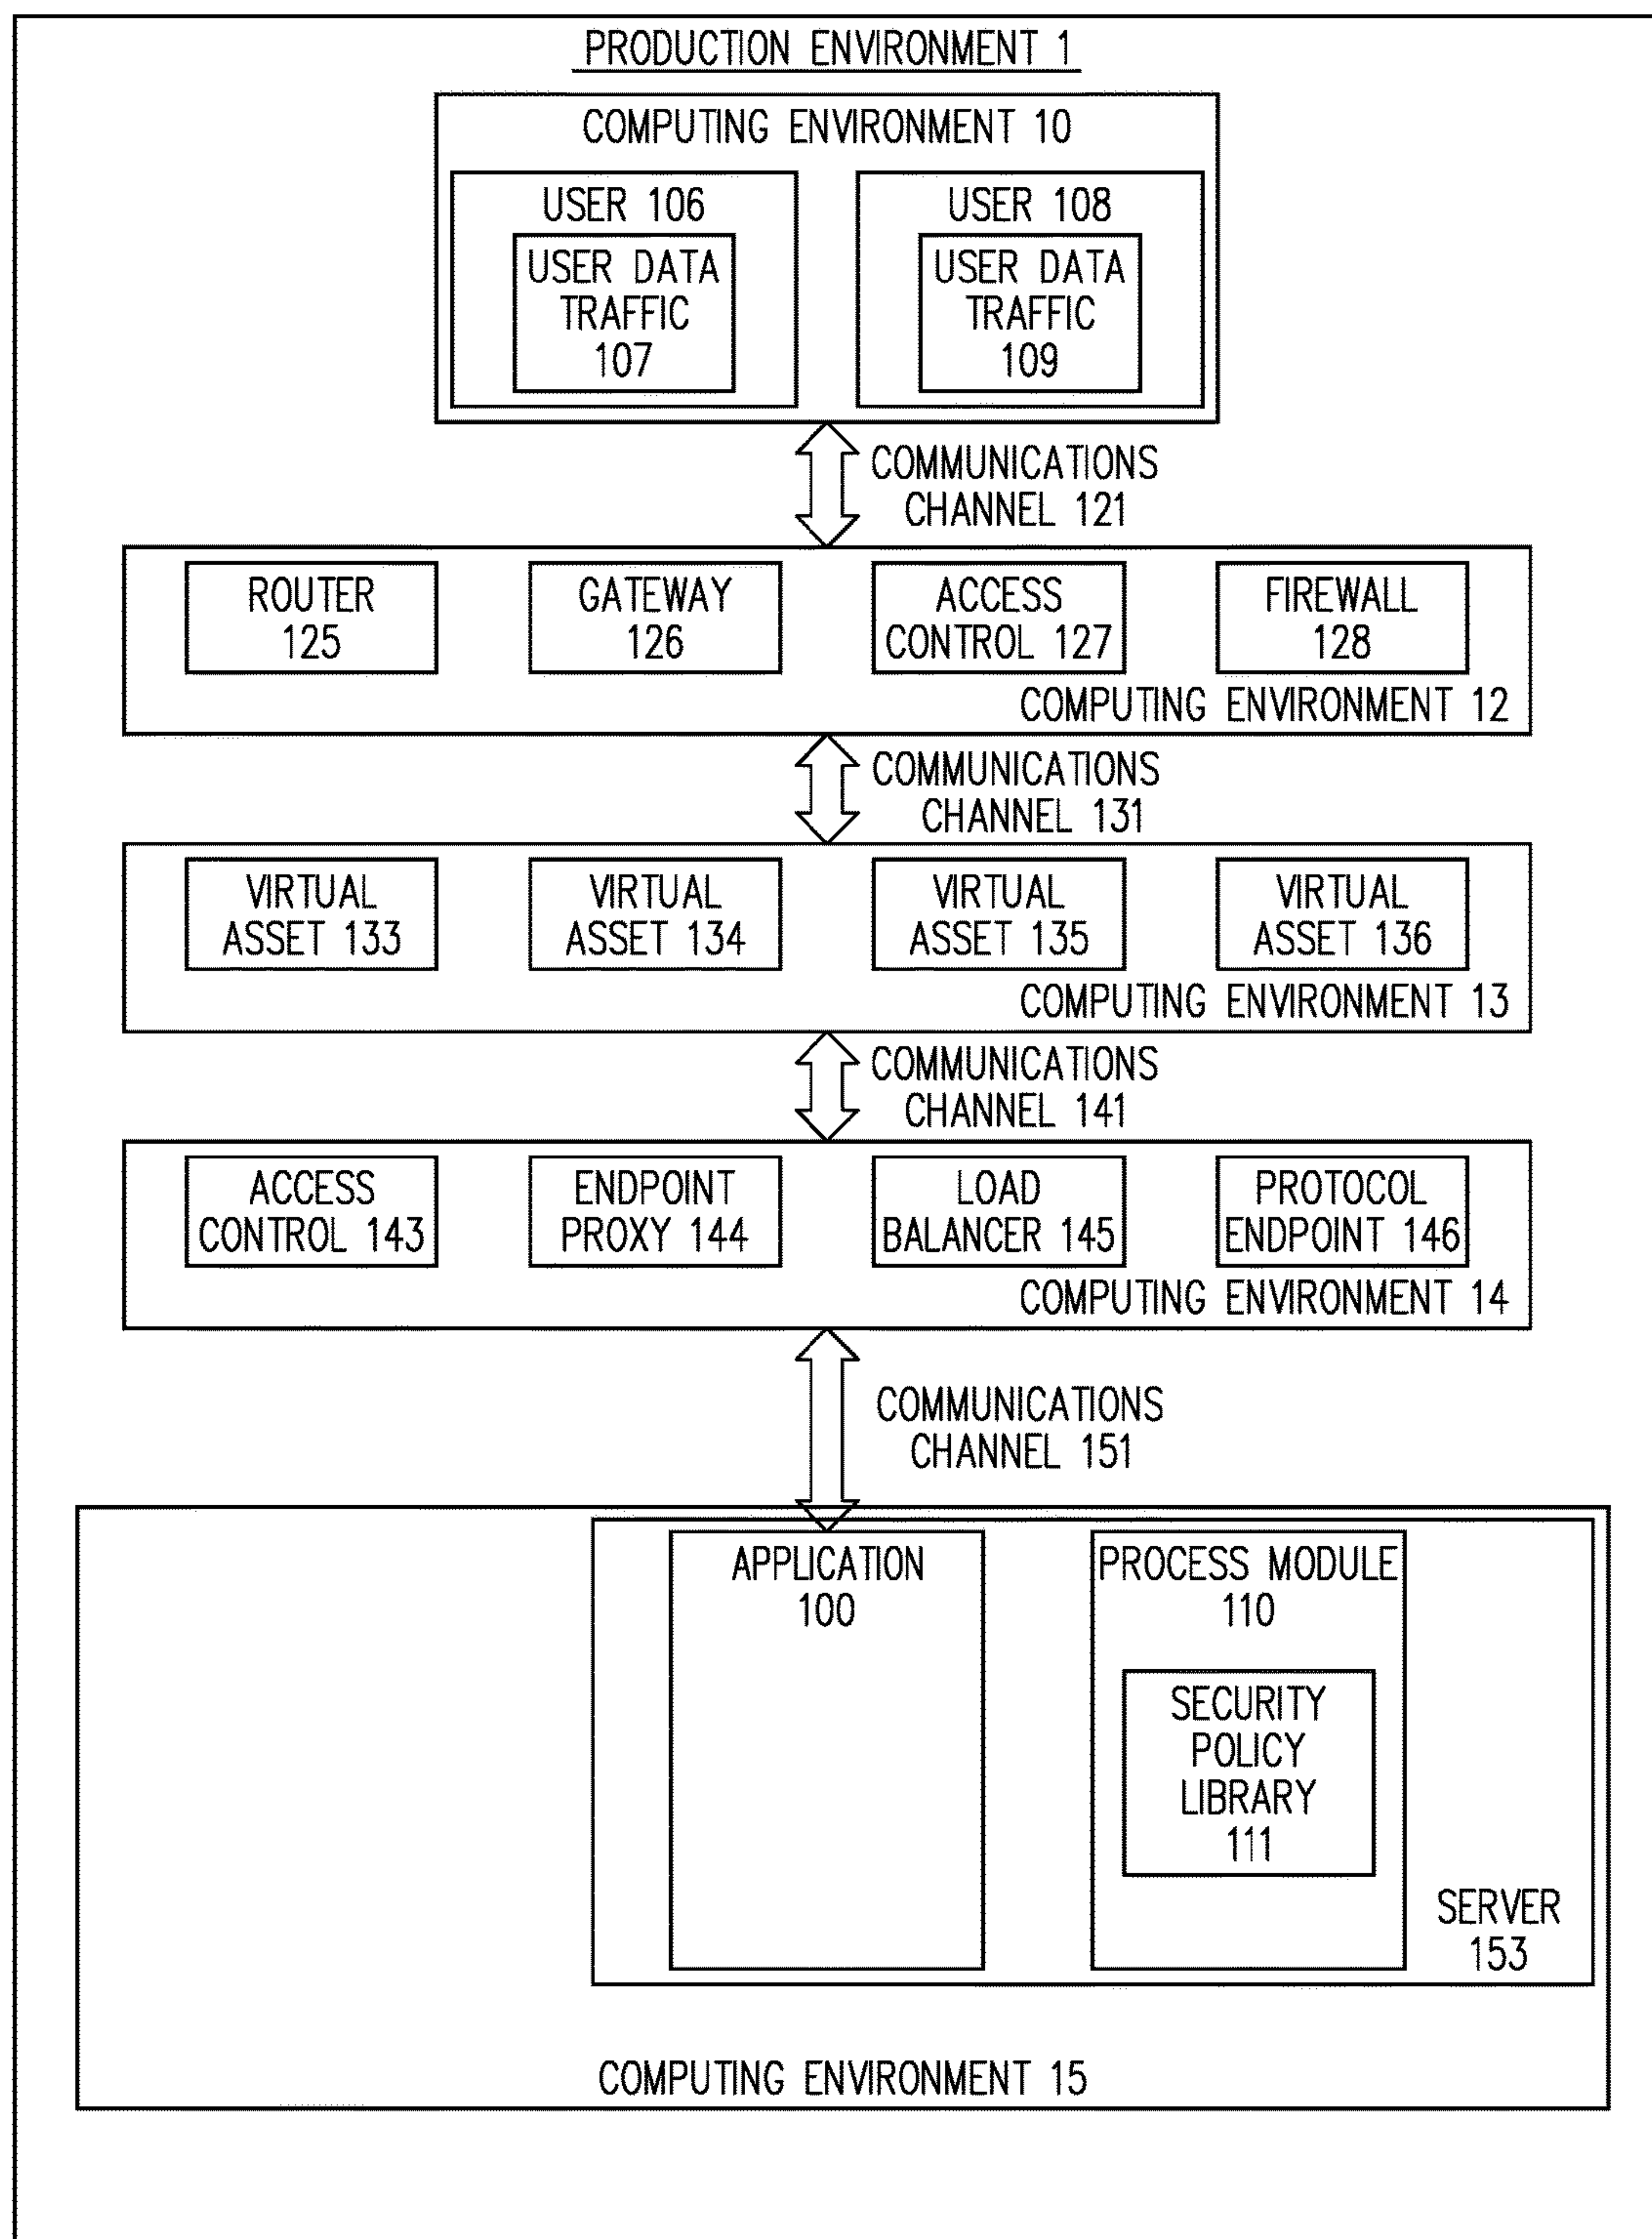 PRODUCTION ENVIRONMENT 1
COMPUTING ENVIRONMENT 10
USER 106
USER DATA
TRAFFIC
107
USER 108
USER DATA
TRAFFIC
109
COMMUNICATIONS
CHANNEL 121
ROUTER
125
GATEWAY
126
ACCESS
CONTROL 127
FIREWALL
128
COMPUTING ENVIRONMENT 12
COMMUNICATIONS
CHANNEL 131
VIRTUAL
ASSET 133
VIRTUAL
ASSET 134
VIRTUAL
ASSET 135
VIRTUAL
ASSET 136
COMPUTING ENVIRONMENT 13
COMMUNICATIONS
CHANNEL 141
ACCESS
CONTROL 143
ENDPOINT
PROXY 144
LOAD
BALANCER 145
PROTOCOL
ENDPOINT 146
COMPUTING ENVIRONMENT 14
COMMUNICATIONS
CHANNEL 151
APPLICATION
100
PROCESS MODULE
110
SECURITY
POLICY
LIBRARY
111
SERVER
153
COMPUTING ENVIRONMENT 15